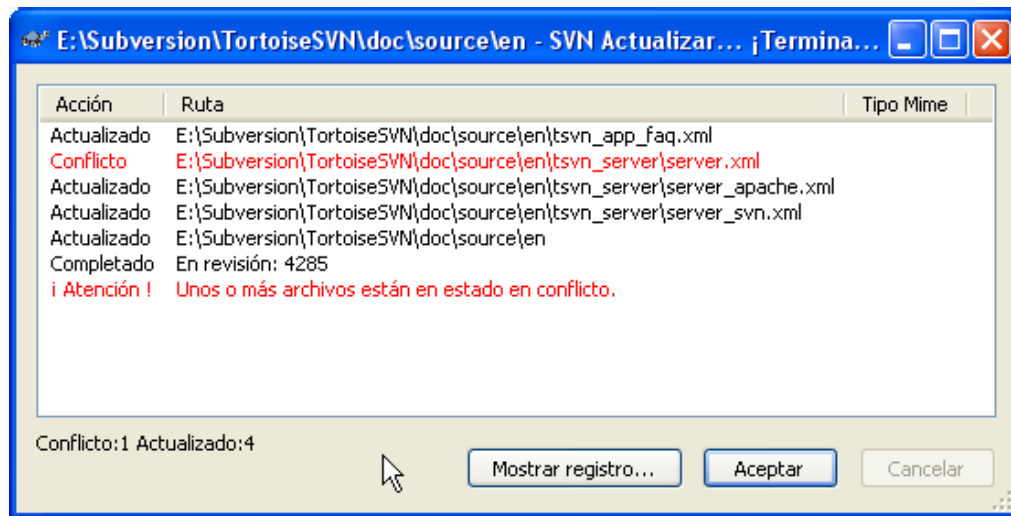 E:\Subversion\TortoiseSVN\doc\source\en - SVN Actualizar... ¡Termina...
Acción Ruta Tipo Mime
Actualizado E:\Subversion\TortoiseSVN\doc\source\en\tsvn_app_faq.xml
Conflicto E:\Subversion\TortoiseSVN\doc\source\en\tsvn_server\server.xml
Actualizado E:\Subversion\TortoiseSVN\doc\source\en\tsvn_server\server_apache.xml
Actualizado E:\Subversion\TortoiseSVN\doc\source\en\tsvn_server\server_svn.xml
Actualizado E:\Subversion\TortoiseSVN\doc\source\en
Completado En revisión: 4285
¡ Atención ! Unos o más archivos están en estado en conflicto.
Conflicto:1 Actualizado:4
Mostrar registro... Aceptar Cancelar